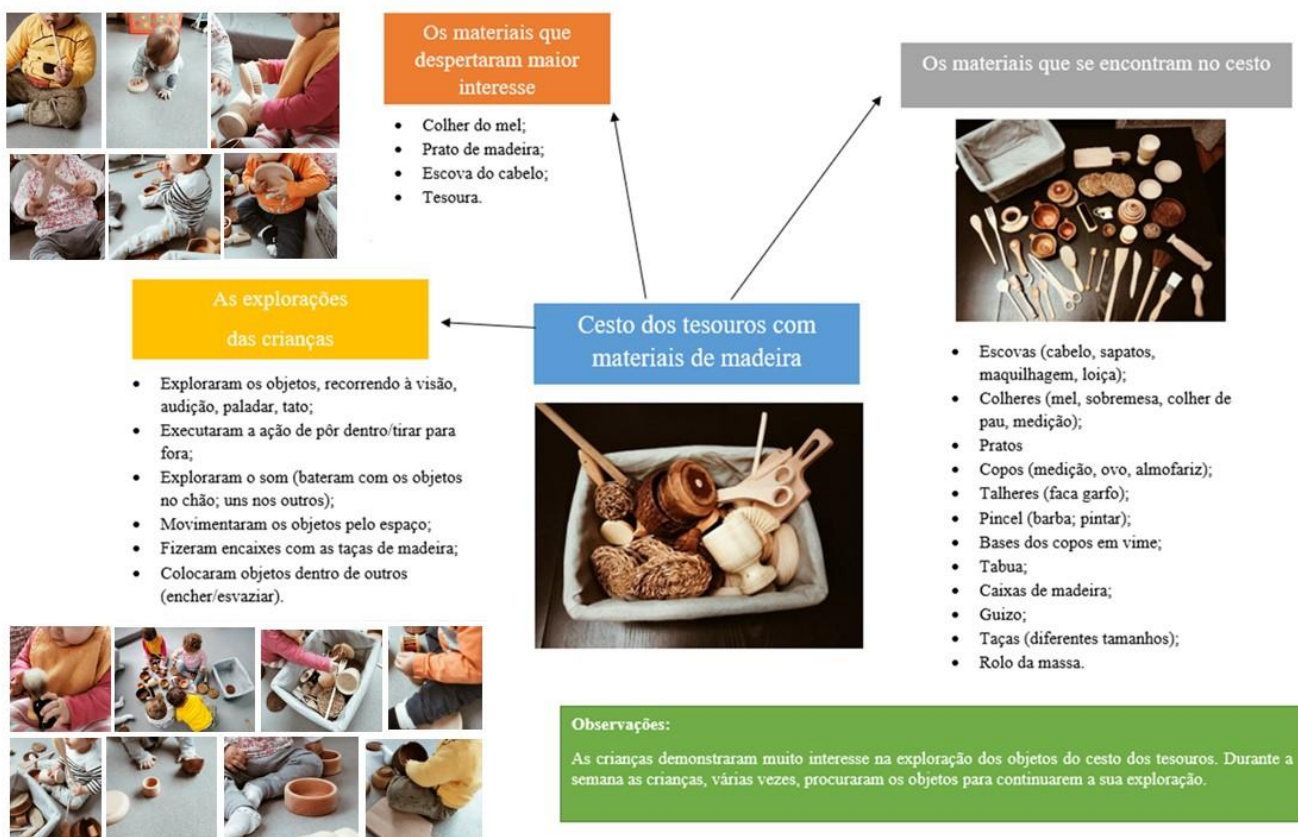 Os materiais que
despertaram maior
interesse
• Colher do mel;
• Prato de madeira;
• Escova do cabelo;
• Tesoura.
Os materiais que se encontram no cesto
As explorações
das crianças
• Exploraram os objetos, recorrendo à visão,
audição, paladar, tato;
• Executaram a ação de pôr dentro/tirar para
fora;
• Exploraram o som (bateram com os objetos
no chão; uns nos outros);
• Movimentaram os objetos pelo espaço;
• Fizeram encaixes com as taças de madeira;
• Colocaram objetos dentro de outros
(encher/esvaziar).
Cesto dos tesouros com
materiais de madeira
• Escovas (cabelo, sapatos,
maquilhagem, loiça);
• Colheres (mel, sobremesa, colher de
pau, medição);
• Pratos
• Copos (medição, ovo, almofariz);
• Talheres (faca garfo);
• Pincel (barba; pintar);
• Bases dos copos em vime;
• Tabua;
• Caixas de madeira;
• Guizo;
• Taças (diferentes tamanhos);
• Rolo da massa.
Observações:
As crianças demonstraram muito interesse na exploração dos objetos do cesto dos tesouros. Durante a
semana as crianças, várias vezes, procuraram os objetos para continuarem a sua exploração.